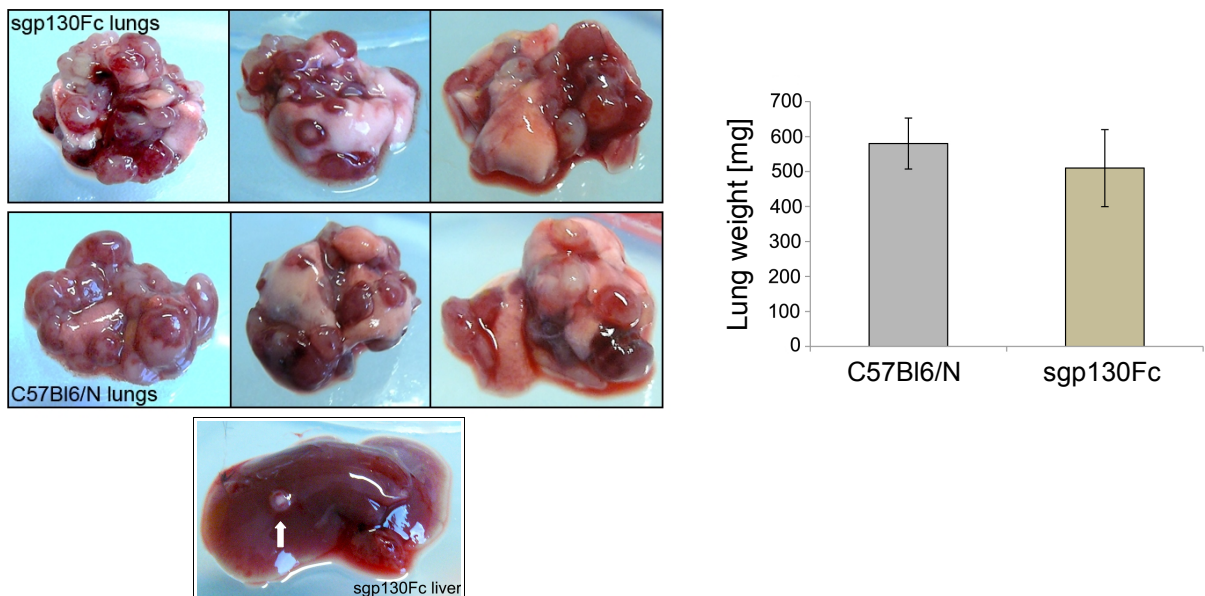 sgp130Fc lungs
C57Bl6/N lungs
sgp130Fc liver
Lung weight [mg]
700
600
500
400
300
200
100
0
C57Bl6/N
sgp130Fc